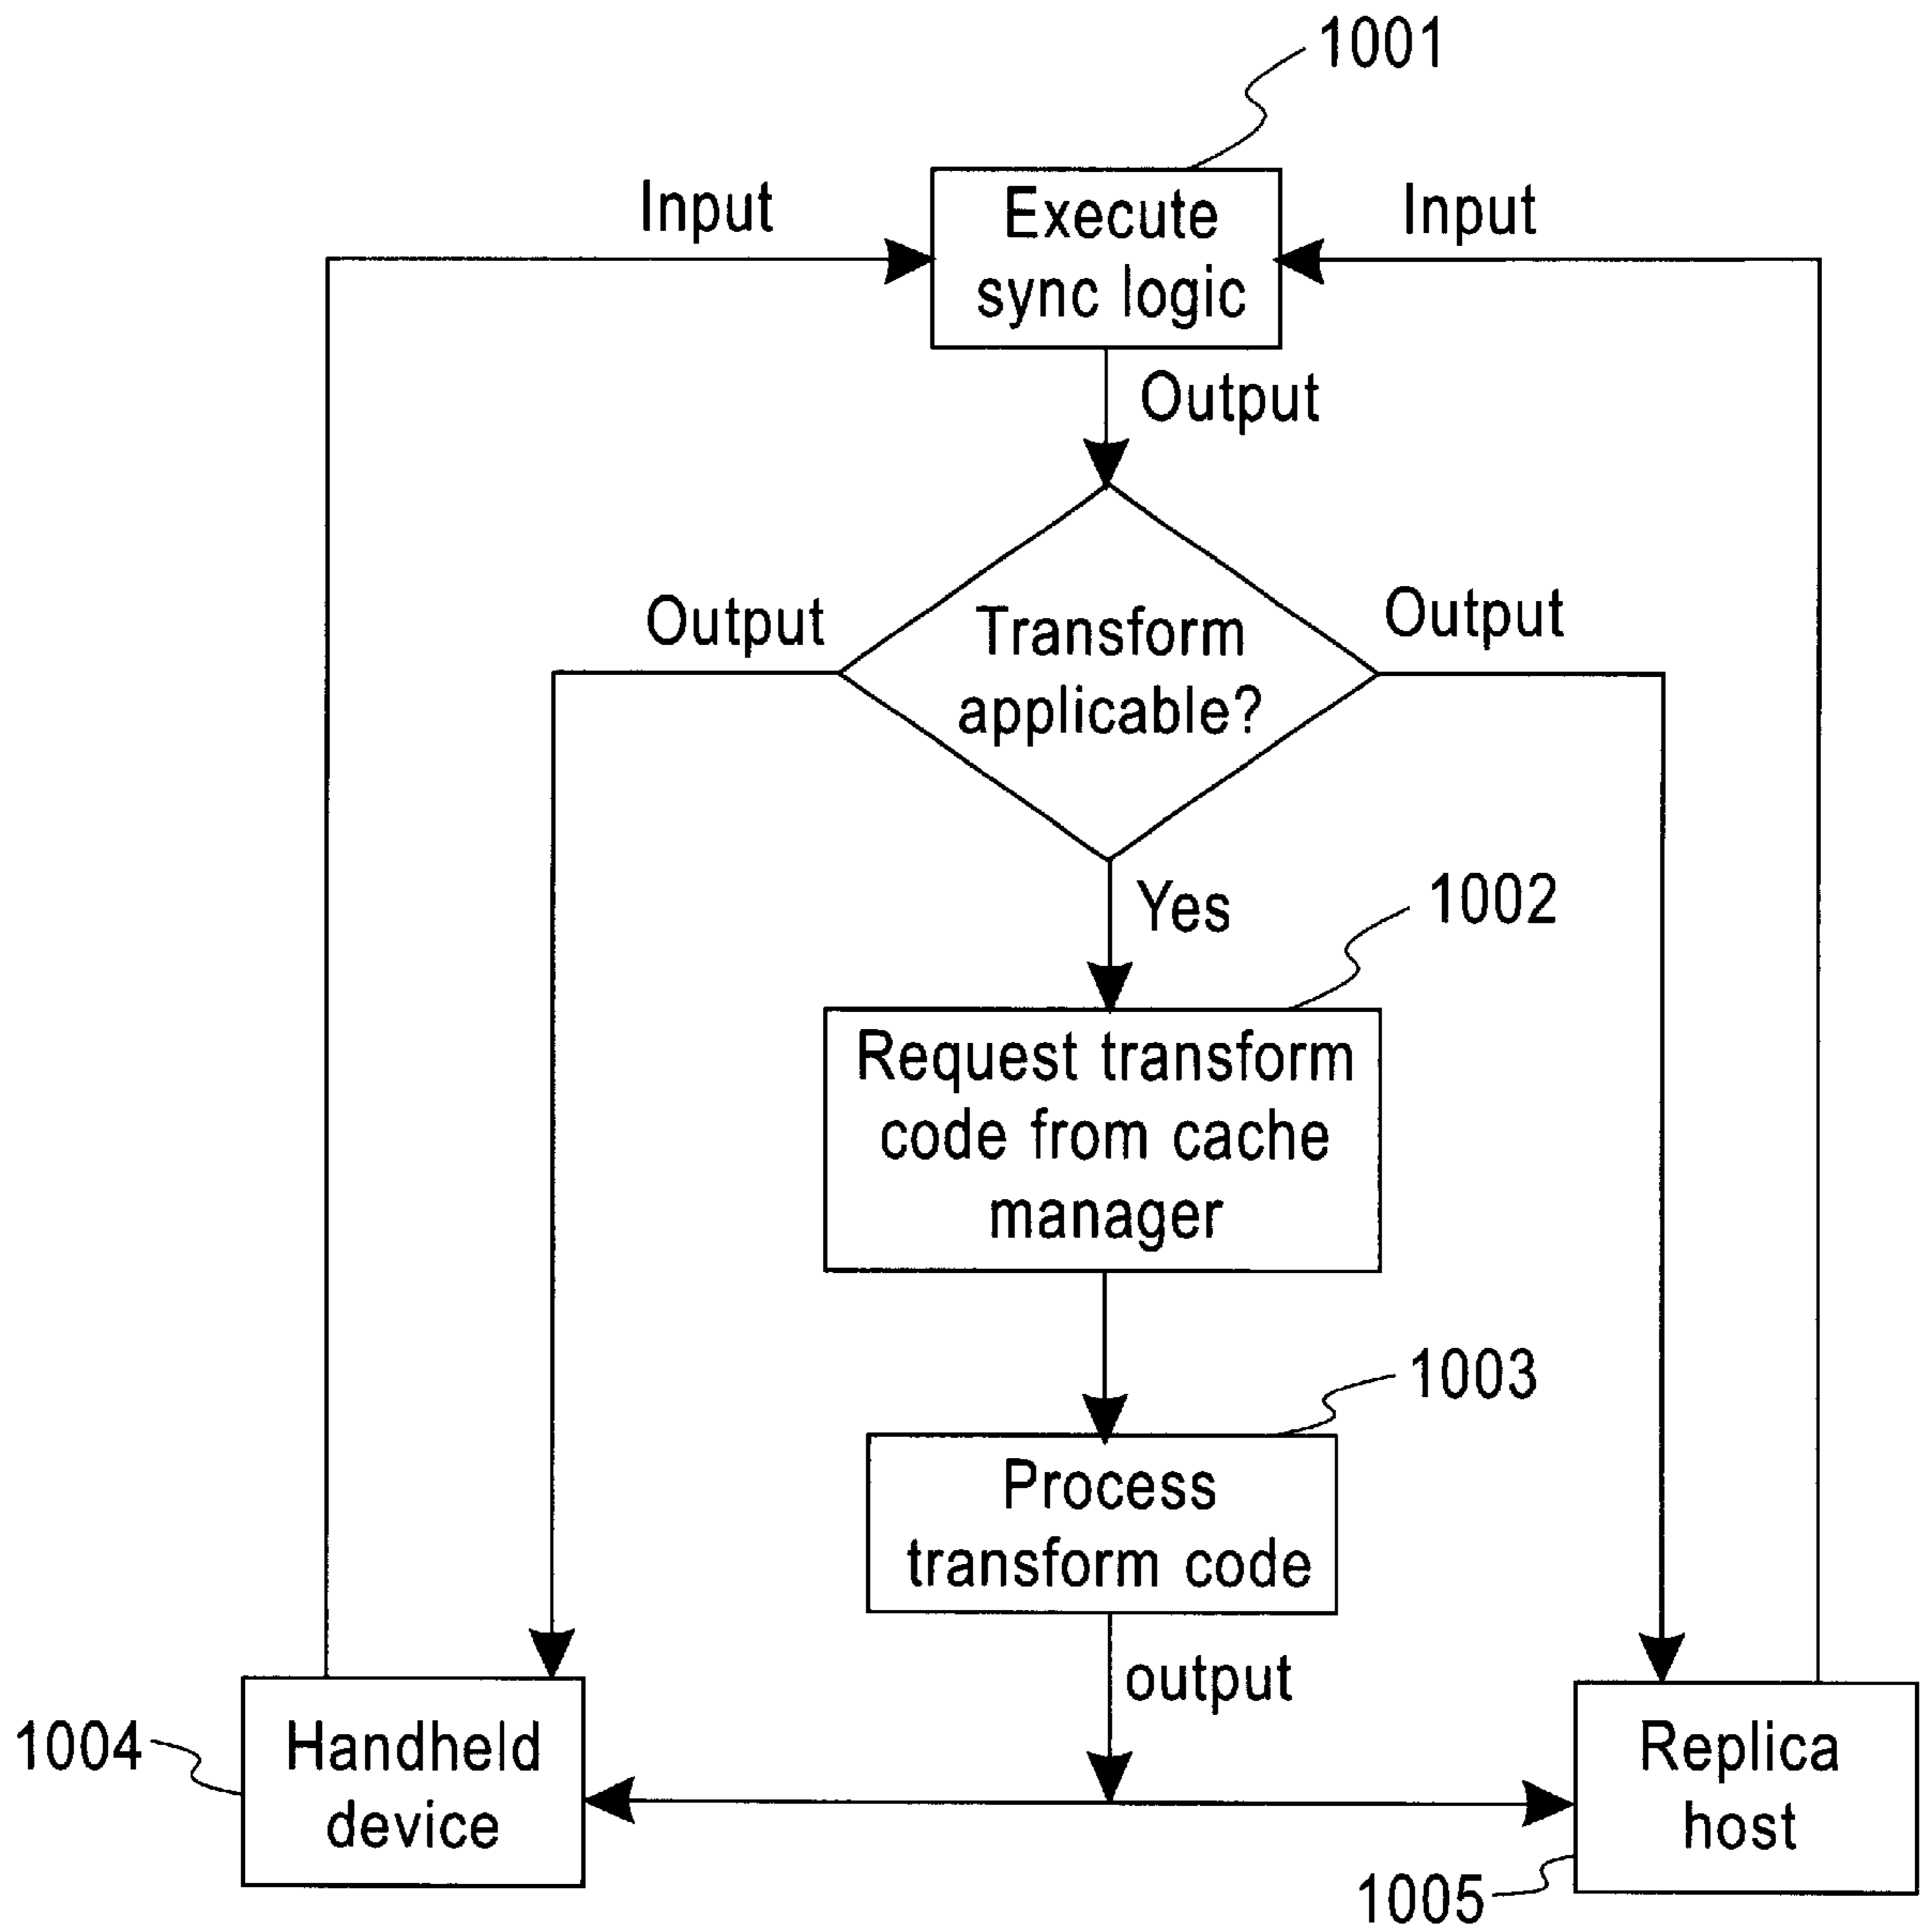 1001
Input
Execute
sync logic
Input
Output
Output
Transform
applicable?
Output
Yes
1002
Request transform
code from cache
manager
1003
Process
transform code
output
1004
Handheld
device
Replica
host
1005